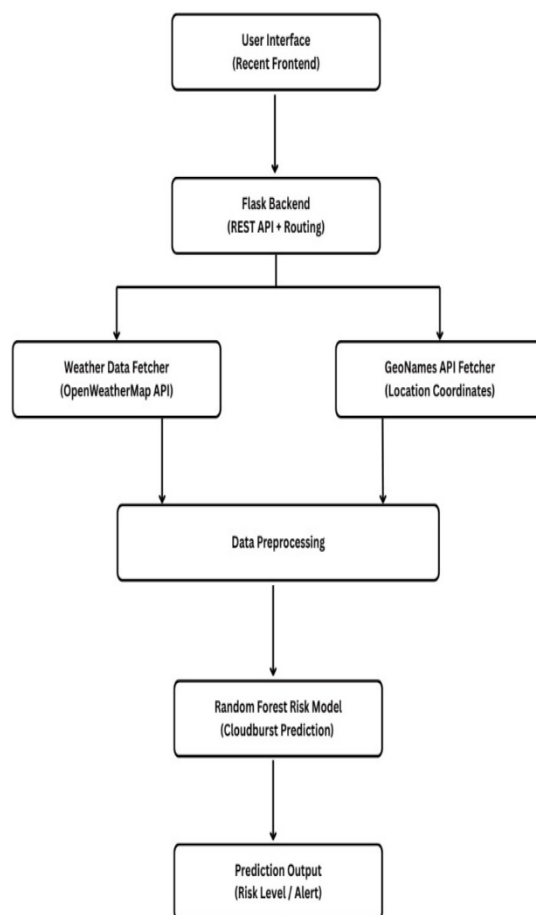 User Interface
(Recent Frontend)
Flask Backend
(REST API + Routing)
Weather Data Fetcher
(OpenWeatherMap API)
GeoNames API Fetcher
(Location Coordinates)
Data Preprocessing
Random Forest Risk Model
(Cloudburst Prediction)
Prediction Output
(Risk Level / Alert)